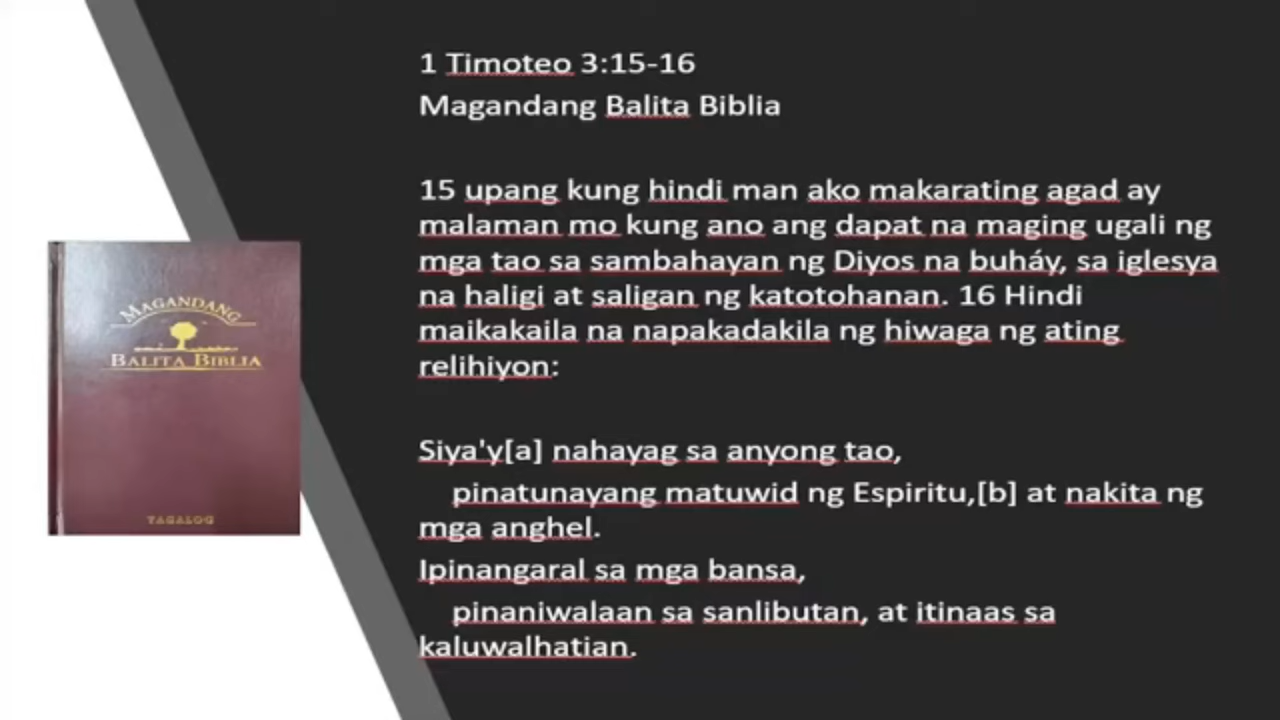 1 Timoteo 3:15-16
Magandang Balita Biblia
15 upang kung hindi man ako makarating agad ay
malaman mo kung ano ang dapat na maging ugali ng
mga tao sa sambahayan ng Diyos na buháy, sa iglesya
na haligi at saligan ng katotohanan. 16 Hindi
maikakaila na napakadakila ng hiwaga ng ating
relihiyon:
Siya'y[a] nahayag sa anyong tao,
pinatunayang matuwid ng Espiritu,[b] at nakita ng
mga anghel.
Ipinangaral sa mga bansa,
pinaniwalaan sa sanlibutan, at itinaas sa
kaluwalhatian.
MAGANDANG
BALITA BIBLIA
TAGALOG